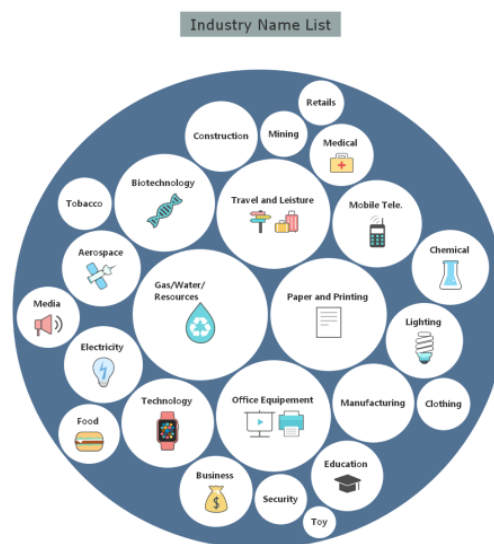 Industry Name List
Retails
Construction
Mining
Medical
Biotechnology
Travel and Leisture
Mobile Tele.
Tobacco
Aerospace
Chemical
Gas/Water/
Resources
Paper and Printing
Media
Lighting
Electricity
Technology
Office Equipement
Manufacturing
Clothing
Food
Business
Education
Security
Toy